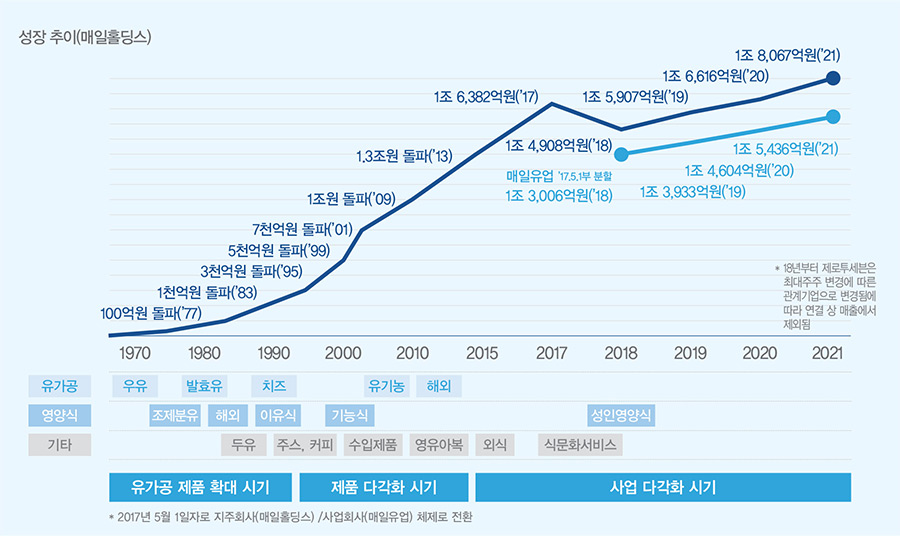 성장 추이(매일홀딩스)
1조 8,067억원('21)
1조 6,616억원('20)
1조 6,382억원('17)
1조 5,907억원('19)
1조 4,908억원('18)
1,3조원 돌파('13)
1조원 돌파('09)
7천억원 돌파('01)
5천억원 돌파('99)
3천억원 돌파('95)
1천억원 돌파('83)
100억원 돌파('77)
매일유업 '17.5.1부 분할
1조 3,006억원('18)
1조 3,933억원('19)
1조 4,604억원('20)
1조 5,436억원('21)
* 18년부터 제로투세븐은
최대주주 변경에 따른
관계기업으로 변경됨에
따라 연결 상 매출에서
제외됨
1970 1980 1990 2000 2010 2015 2017 2018 2019 2020 2021
유가공 우유 발효유 치즈 유기농 해외
영양식 조제분유 해외 이유식 기능식 성인영양식
기타 두유 주스, 커피 수입제품 영유아복 외식 식문화서비스
유가공 제품 확대 시기 제품 다각화 시기 사업 다각화 시기
* 2017년 5월 1일자로 지주회사(매일홀딩스) /사업회사(매일유업) 체제로 전환